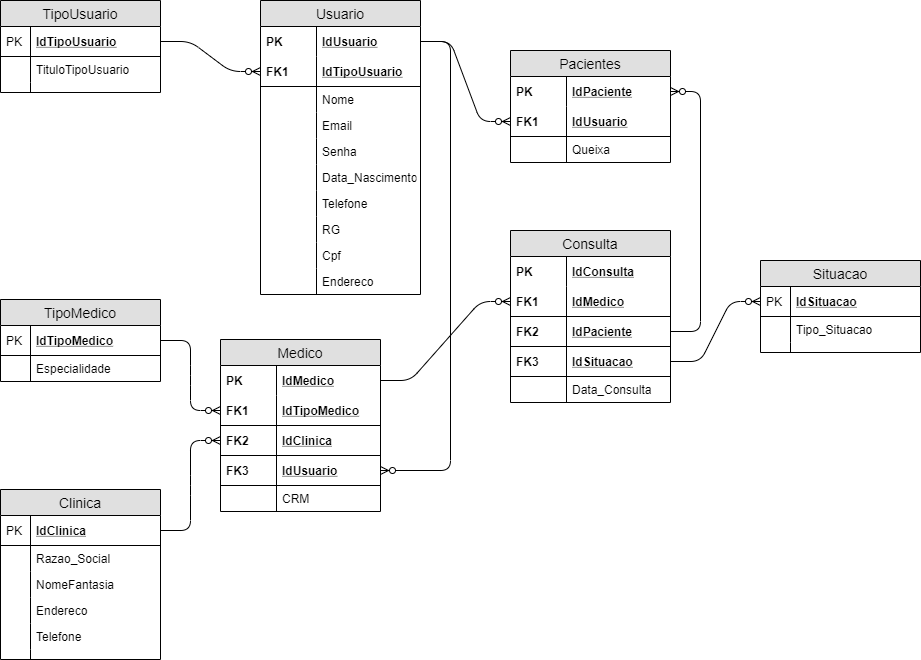 TipoUsuario
PK IdTipoUsuario
TituloTipoUsuario
Usuario
PK IdUsuario
FK1 IdTipoUsuario
Nome
Email
Senha
Data_Nascimento
Telefone
RG
Cpf
Endereco
Pacientes
PK IdPaciente
FK1 IdUsuario
Queixa
Consulta
PK IdConsulta
FK1 IdMedico
FK2 IdPaciente
FK3 IdSituacao
Data_Consulta
Situacao
PK IdSituacao
Tipo_Situacao
TipoMedico
PK IdTipoMedico
Especialidade
Medico
PK IdMedico
FK1 IdTipoMedico
FK2 IdClinica
FK3 IdUsuario
CRM
Clinica
PK IdClinica
Razao_Social
NomeFantasia
Endereco
Telefone